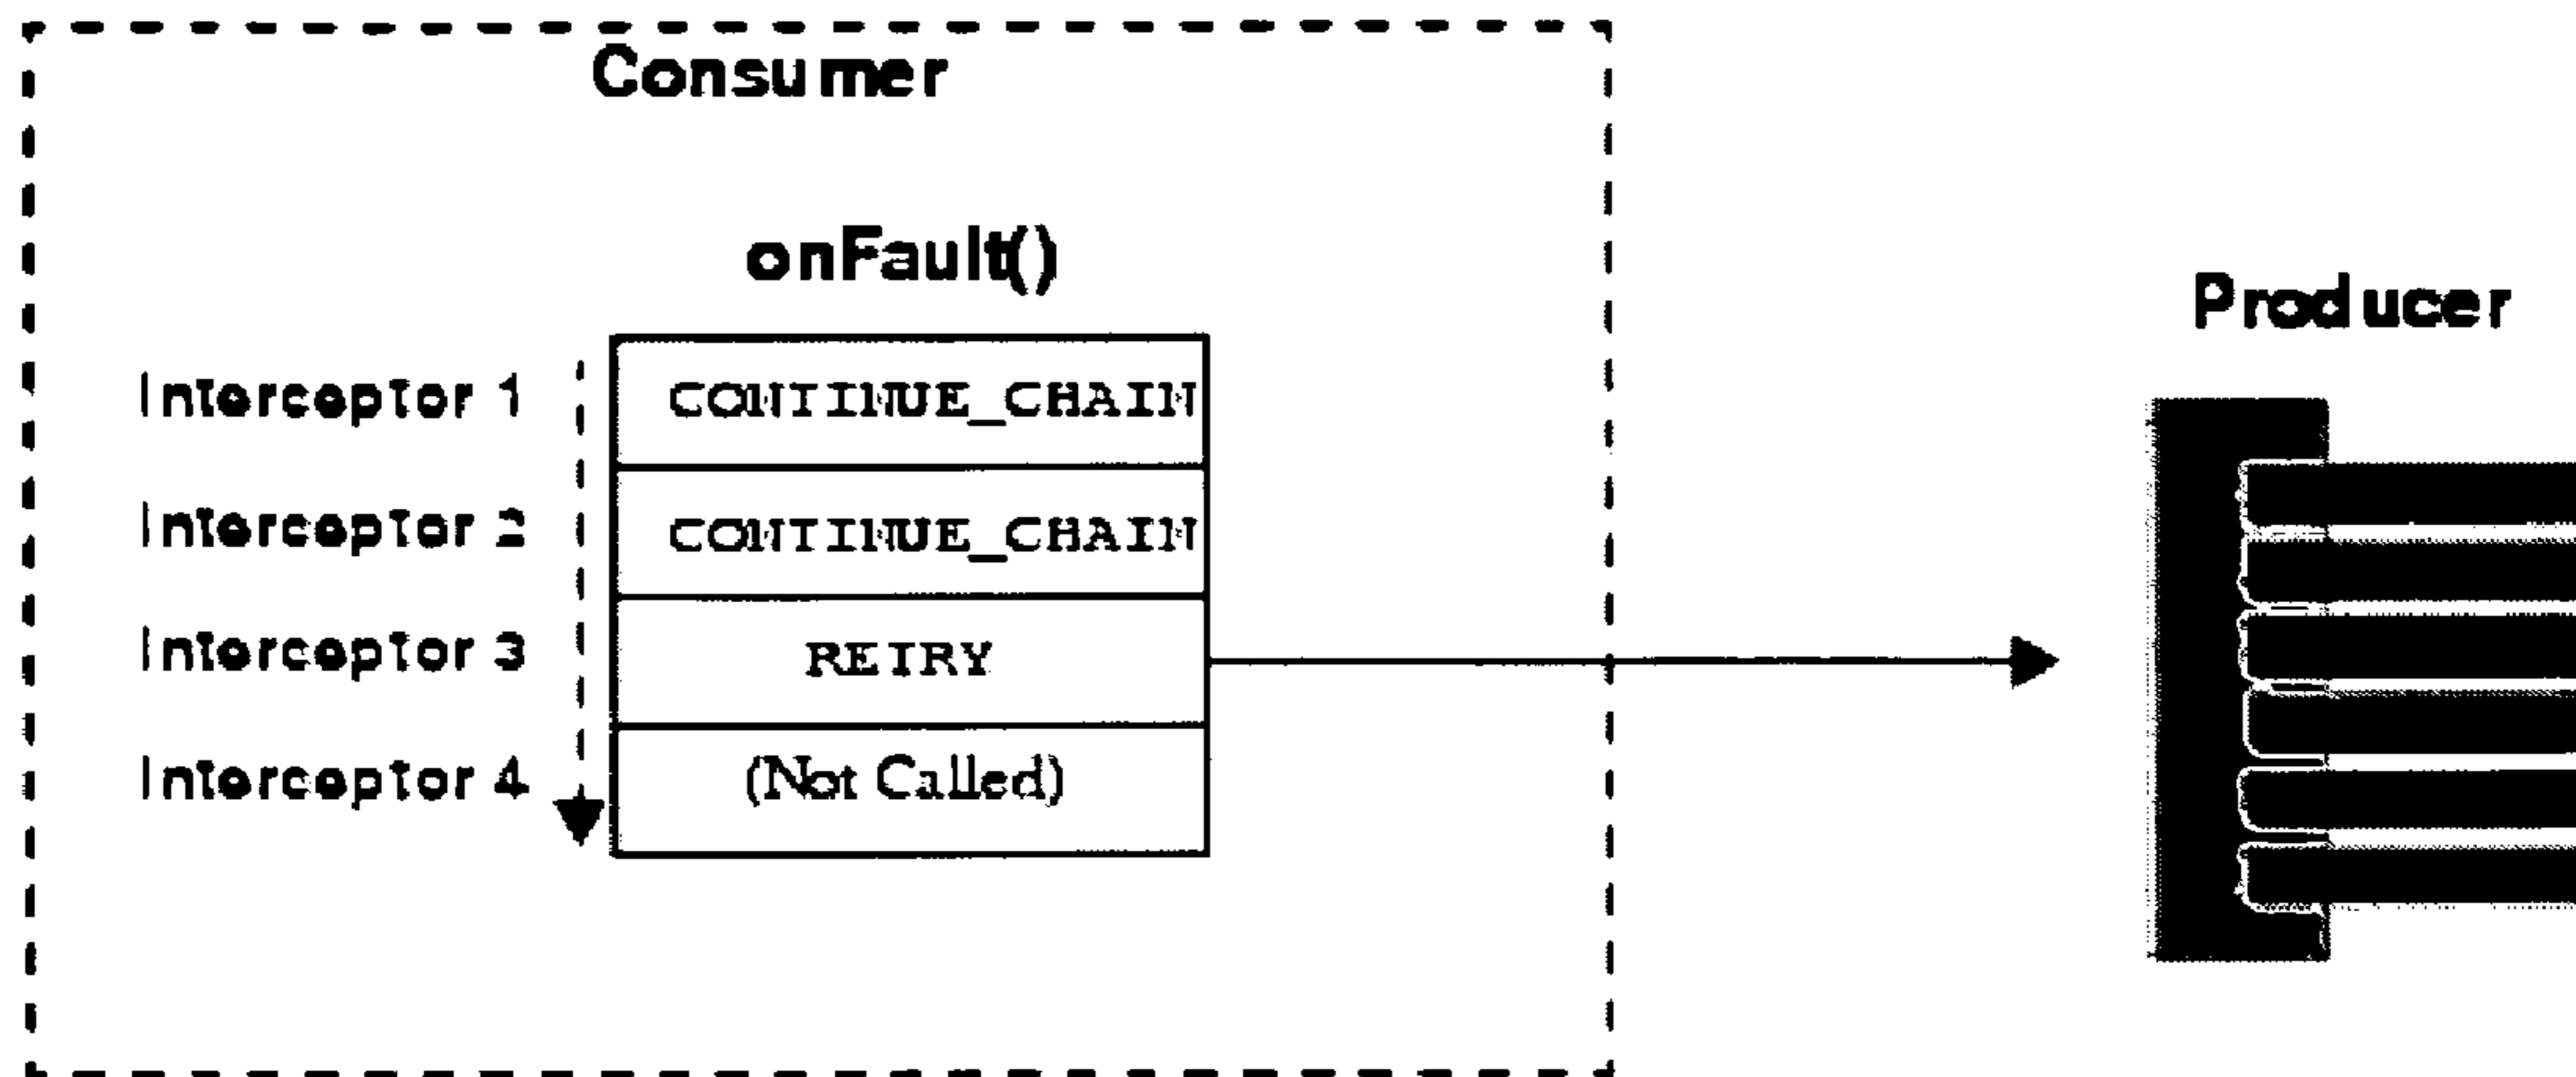 Consumer
onFault()
Producer
Interceptor 1 CONTINUE_CHAIN
Interceptor 2 CONTINUE_CHAIN
Interceptor 3 RETRY
Interceptor 4 (Not Called)